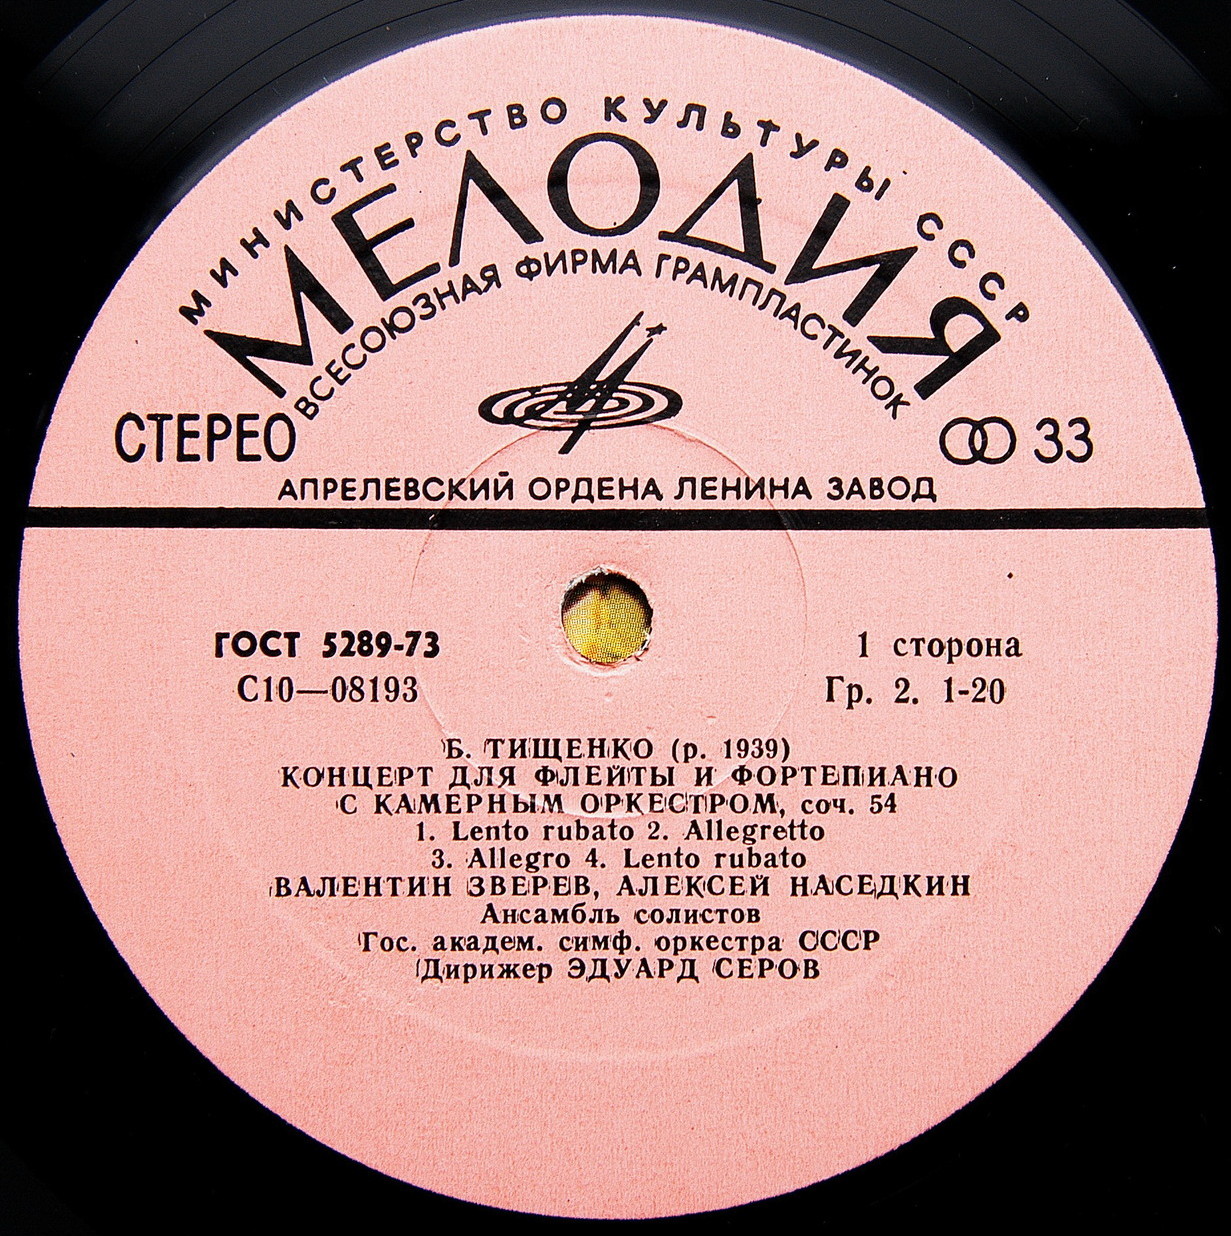 МИНИСТЕРСТВО КУЛЬТУРЫ СССР
МЕЛОДИЯ
ВСЕСОЮЗНАЯ ФИРМА ГРАМПЛАСТИНОК
СТЕРЕО
33
АПРЕЛЕВСКИЙ ОРДЕНА ЛЕНИНА ЗАВОД
ГОСТ 5289-73
1 сторона
С10—08193
Гр. 2. 1-20
Б. ТИЩЕНКО (р. 1939)
КОНЦЕРТ ДЛЯ ФЛЕЙТЫ И ФОРТЕПИАНО
С КАМЕРНЫМ ОРКЕСТРОМ, соч. 54
1. Lento rubato 2. Allegretto
3. Allegro 4. Lento rubato
ВАЛЕНТИН ЗВЕРЕВ, АЛЕКСЕЙ НАСЕДКИН
Ансамбль солистов
Гос. академ. симф. оркестра СССР
Дирижер ЭДУАРД СЕРОВ